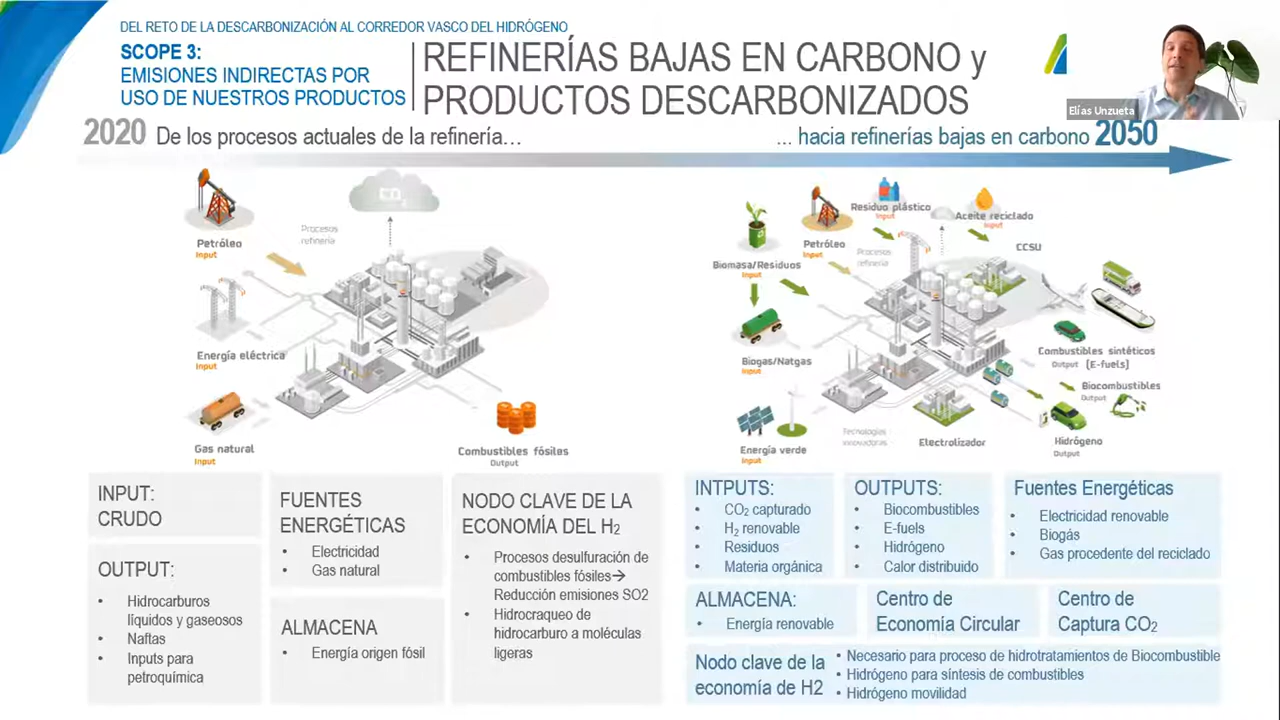 DEL RETO DE LA DESCARBONIZACIÓN AL CORREDOR VASCO DEL HIDRÓGENO
SCOPE 3:
EMISIONES INDIRECTAS POR
USO DE NUESTROS PRODUCTOS
REFINERÍAS BAJAS EN CARBONO y
PRODUCTOS DESCARBONIZADOS
Elías Unzueta
2020 De los procesos actuales de la refinería…
... hacia refinerías bajas en carbono 2050
Petróleo
Input
Procesos
refinería
Energía eléctrica
Input
Gas natural
Input
Combustibles fósiles
Output
Biomasa/Residuos
Input
Petróleo
Input
Residuo plástico
Input
Aceite reciclado
Input
Procesos
refinería
CCSU
Biogas/Natgas
Input
Energía verde
Input
Tecnologías
innovadoras
Electrolizador
Combustibles sintéticos
Output (E-fuels)
Biocombustibles
Output
Hidrógeno
Output
INPUT:
CRUDO
OUTPUT:
• Hidrocarburos
líquidos y gaseosos
• Naftas
• Inputs para
petroquímica
FUENTES
ENERGÉTICAS
• Electricidad
• Gas natural
ALMACENA
• Energía origen fósil
NODO CLAVE DE LA
ECONOMÍA DEL H2
• Procesos desulfuración de
combustibles fósiles→
Reducción emisiones SO2
• Hidrocraqueo de
hidrocarburo a moléculas
ligeras
INTPUTS:
• CO2 capturado
• H2 renovable
• Residuos
• Materia orgánica
OUTPUTS:
• Biocombustibles
• E-fuels
• Hidrógeno
• Calor distribuido
Fuentes Energéticas
• Electricidad renovable
• Biogás
• Gas procedente del reciclado
ALMACENA:
• Energía renovable
Centro de
Economía Circular
Centro de
Captura CO2
Nodo clave de la
economía de H2
• Necesario para proceso de hidrotratamientos de Biocombustible
• Hidrógeno para síntesis de combustibles
• Hidrógeno movilidad